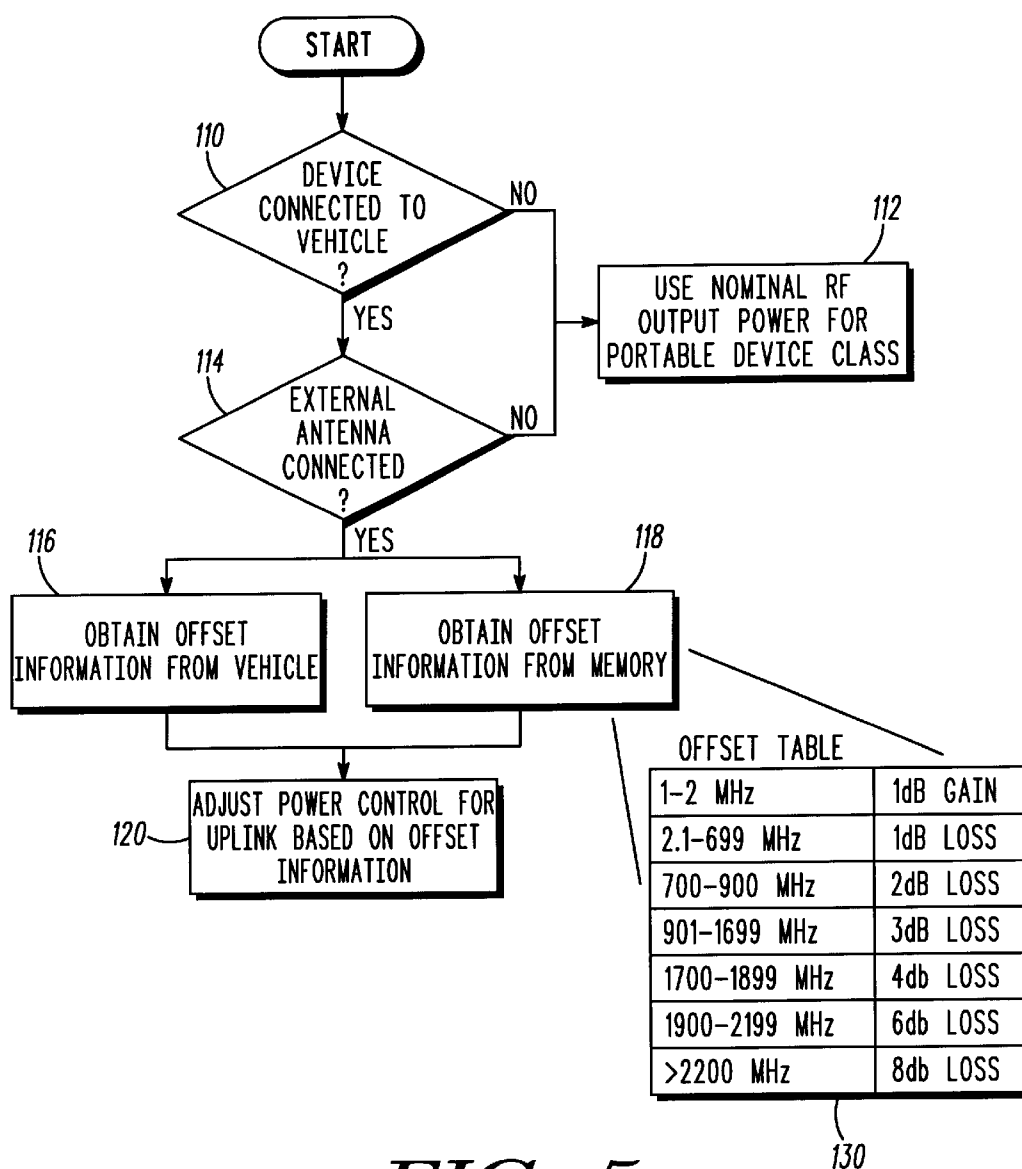 START
110
DEVICE
CONNECTED TO
VEHICLE
?
NO
YES
112
USE NOMINAL RF
OUTPUT POWER FOR
PORTABLE DEVICE CLASS
114
EXTERNAL
ANTENNA
CONNECTED
?
NO
YES
116
OBTAIN OFFSET
INFORMATION FROM VEHICLE
118
OBTAIN OFFSET
INFORMATION FROM MEMORY
120
ADJUST POWER CONTROL FOR
UPLINK BASED ON OFFSET
INFORMATION
OFFSET TABLE
1-2 MHz 1dB GAIN
2.1-699 MHz 1dB LOSS
700-900 MHz 2dB LOSS
901-1699 MHz 3dB LOSS
1700-1899 MHz 4db LOSS
1900-2199 MHz 6db LOSS
>2200 MHz 8db LOSS
130
FIG. 5